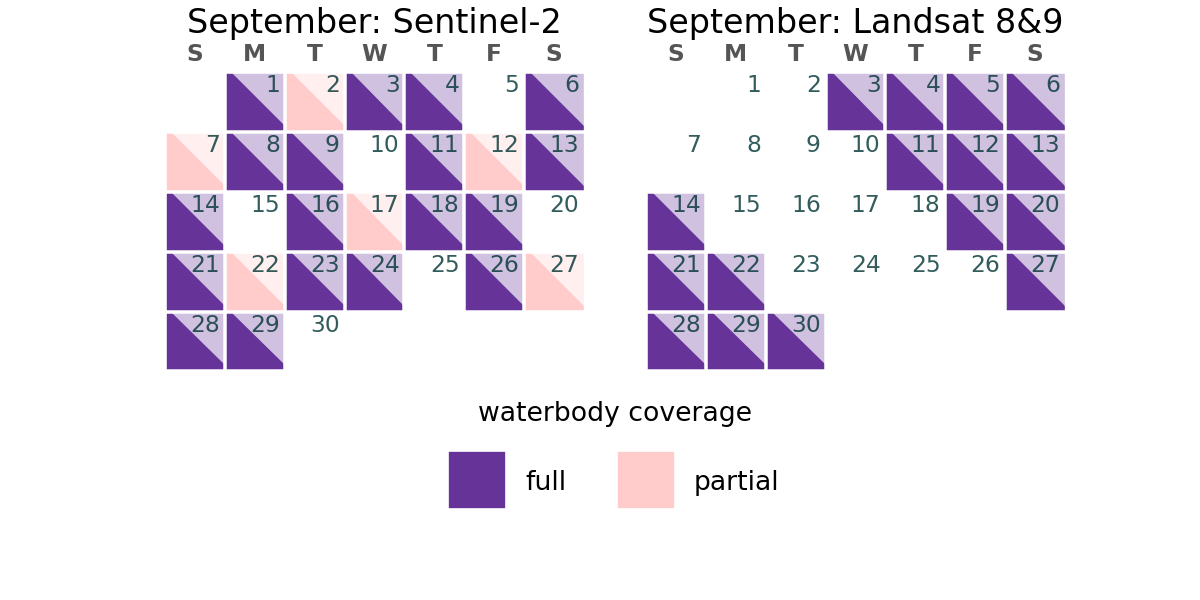 September: Sentinel-2
S M T W T F S
1 2 3 4 5 6
7 8 9 10 11 12 13
14 15 16 17 18 19 20
21 22 23 24 25 26 27
28 29 30
September: Landsat 8&9
S M T W T F S
1 2 3 4 5 6
7 8 9 10 11 12 13
14 15 16 17 18 19 20
21 22 23 24 25 26 27
28 29 30
waterbody coverage
full partial